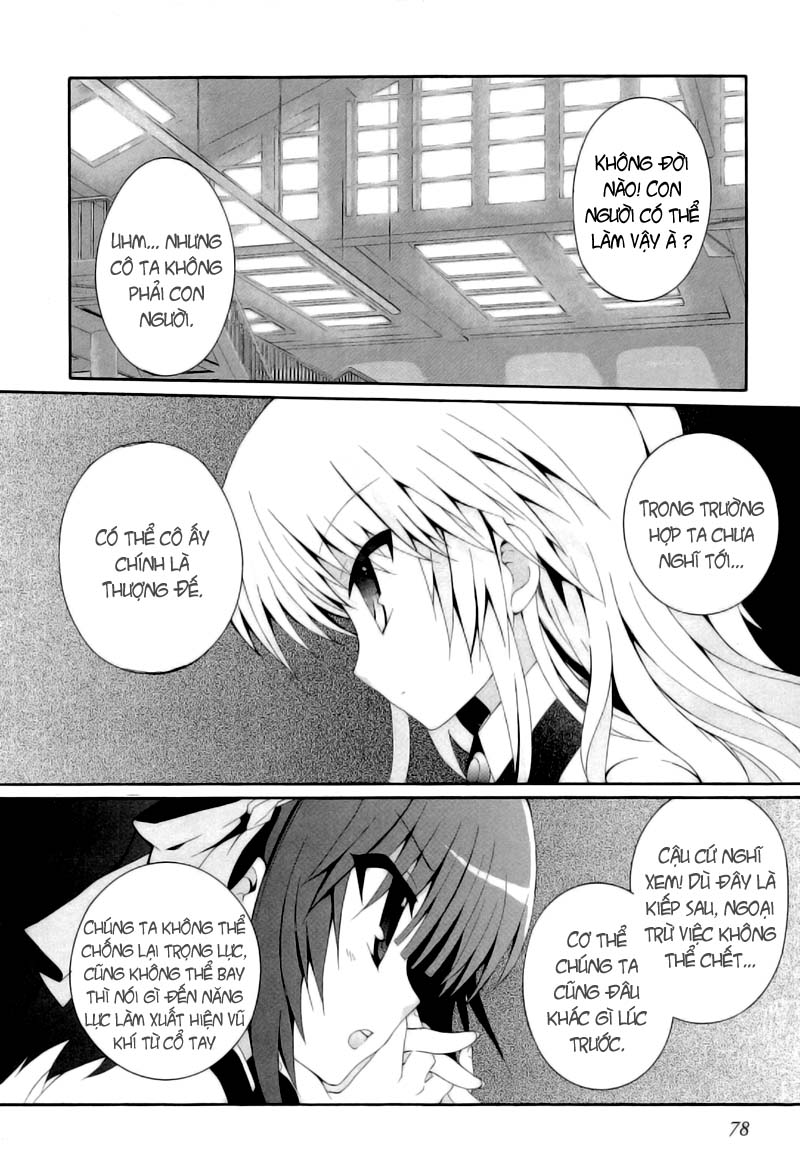 KHÔNG ĐỜI
NÀO! CON
NGƯỜI CÓ THỂ
LÀM VẬY À ?
UHM... NHƯNG
CÔ TA KHÔNG
PHẢI CON
NGƯỜI.
TRONG TRƯỜNG
HỢP TA CHƯA
NGHĨ TỚI...
CÓ THỂ CÔ ẤY
CHÍNH LÀ
THƯỢNG ĐẾ.
CẬU CỨ NGHĨ
XEM! DÙ ĐÂY LÀ
KIẾP SAU, NGOẠI
TRỪ VIỆC KHÔNG
THỂ CHẾT...
CƠ THỂ
CHÚNG TA
CŨNG ĐÂU
KHÁC GÌ LÚC
TRƯỚC.
CHÚNG TA KHÔNG THỂ
CHỐNG LẠI TRỌNG LỰC,
CŨNG KHÔNG THỂ BAY
THÌ NÓI GÌ ĐẾN NĂNG
LỰC LÀM XUẤT HIỆN VŨ
KHÍ TỪ CỔ TAY
78